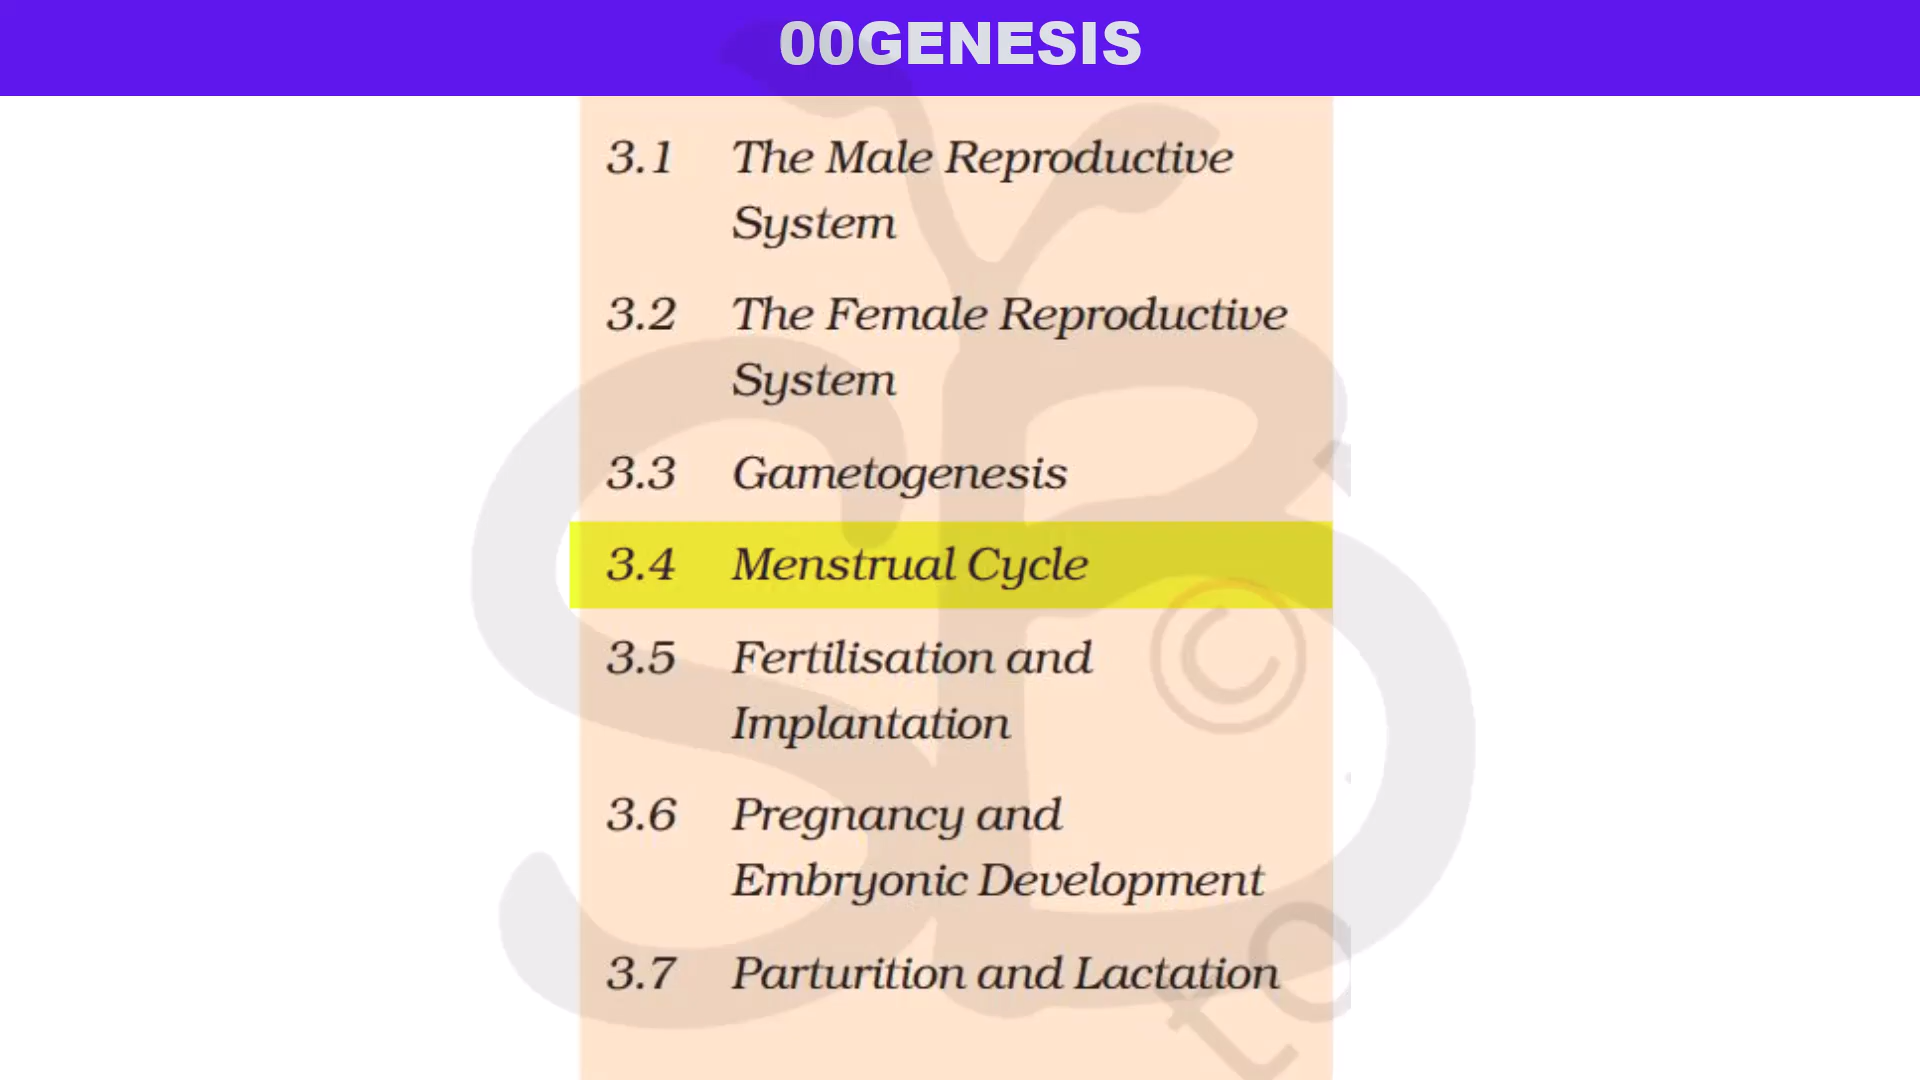 00GENESIS
3.1 The Male Reproductive
System
3.2 The Female Reproductive
System
3.3 Gametogenesis
3.4 Menstrual Cycle
3.5 Fertilisation and
Implantation
3.6 Pregnancy and
Embryonic Development
3.7 Parturition and Lactation
©
to